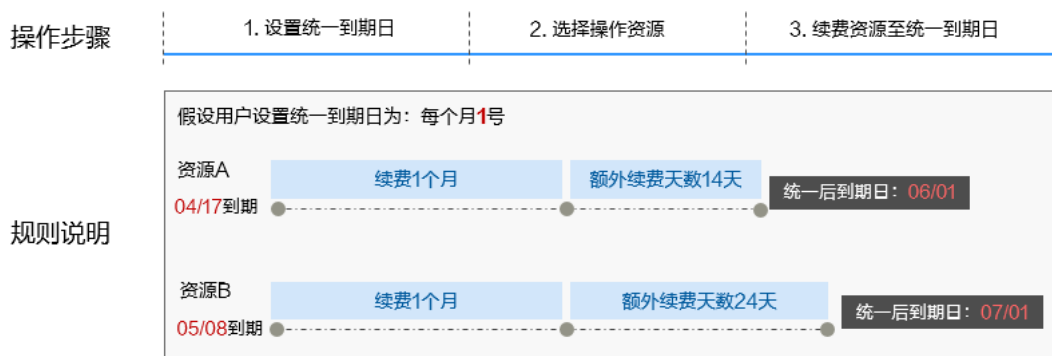 操作步骤
1. 设置统一到期日
2. 选择操作资源
3. 续费资源至统一到期日
假设用户设置统一到期日为：每个月1号
资源A
续费1个月
额外续费天数14天
统一后到期日：06/01
04/17到期
规则说明
资源B
续费1个月
额外续费天数24天
统一后到期日：07/01
05/08到期